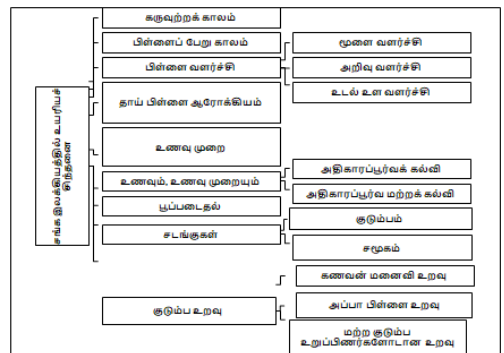 சங்க இலக்கியத்தில் உயரியச்
சிந்தனை
கருவுற்றக் காலம்
பிள்ளைப் பேறு காலம்
பிள்ளை வளர்ச்சி
மூளை வளர்ச்சி
அறிவு வளர்ச்சி
உடல் உள வளர்ச்சி
தாய் பிள்ளை ஆரோக்கியம்
உணவு முறை
உணவும், உணவு முறையும்
அதிகாரப்பூர்வக் கல்வி
அதிகாரப்பூர்வ மற்றக் கல்வி
பூப்படைதல்
சடங்குகள்
குடும்பம்
சமூகம்
குடும்ப உறவு
கணவன் மனைவி உறவு
அப்பா பிள்ளை உறவு
மற்ற குடும்ப
உறுப்பிணர்களோடான உறவு